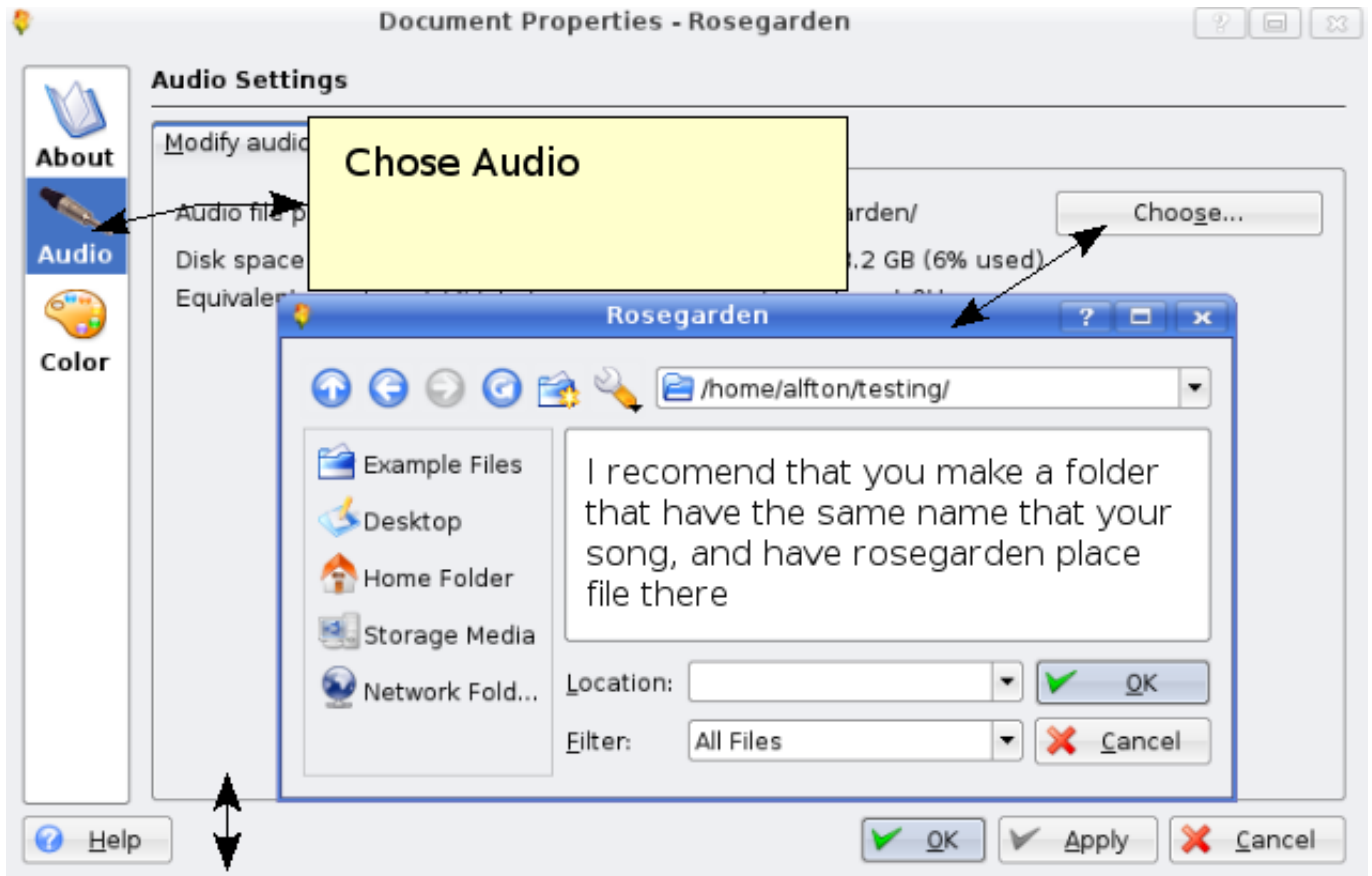 Document Properties - Rosegarden
Audio Settings
About
Audio
Color
Modify audio
Chose Audio
Audio file p
arden/
Choose...
Disk space
.2 GB (6% used)
Rosegarden
/home/alfton/testing/
Example Files
Desktop
Home Folder
Storage Media
Network Fold...
I recomend that you make a folder
that have the same name that your
song, and have rosegarden place
file there
Location:
OK
Filter:
All Files
Cancel
Help
OK
Apply
Cancel